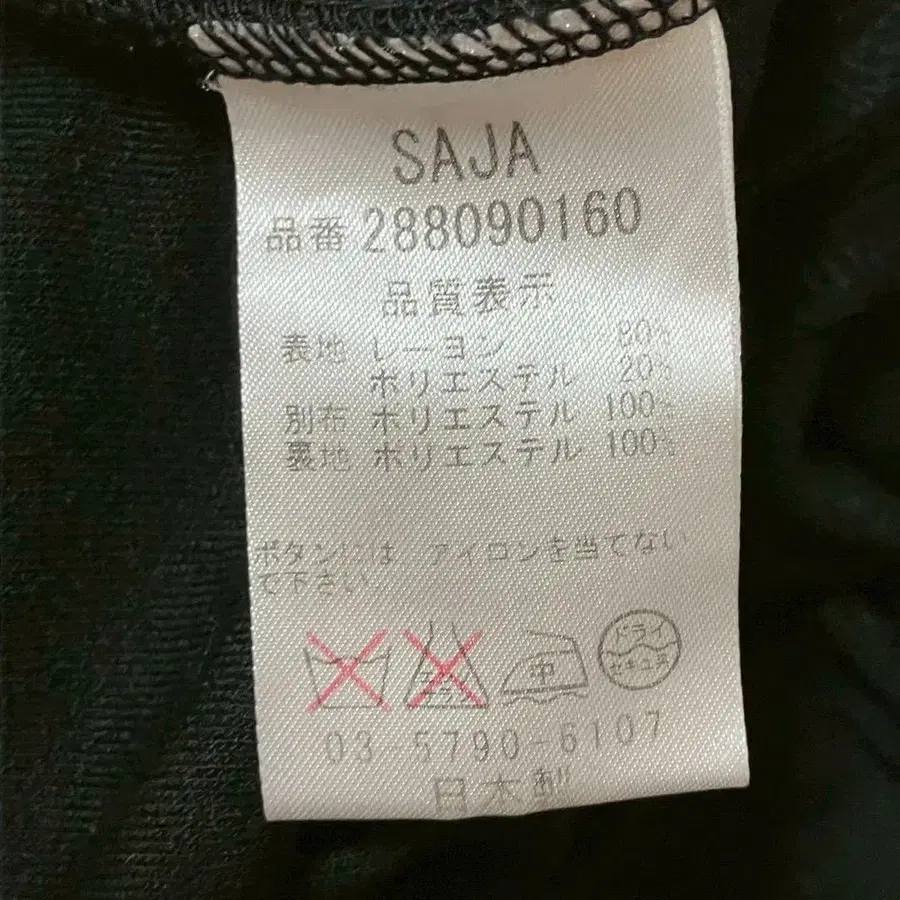 SAJA
品番 288090160
品質表示
表地 レーヨン 80%
ポリエステル 20%
別布 ポリエステル 100%
裏地 ポリエステル 100%
ボタンには アイロンを当てない
で下さい
中
ドライ
セキユ系
03-5790-6107
日本製